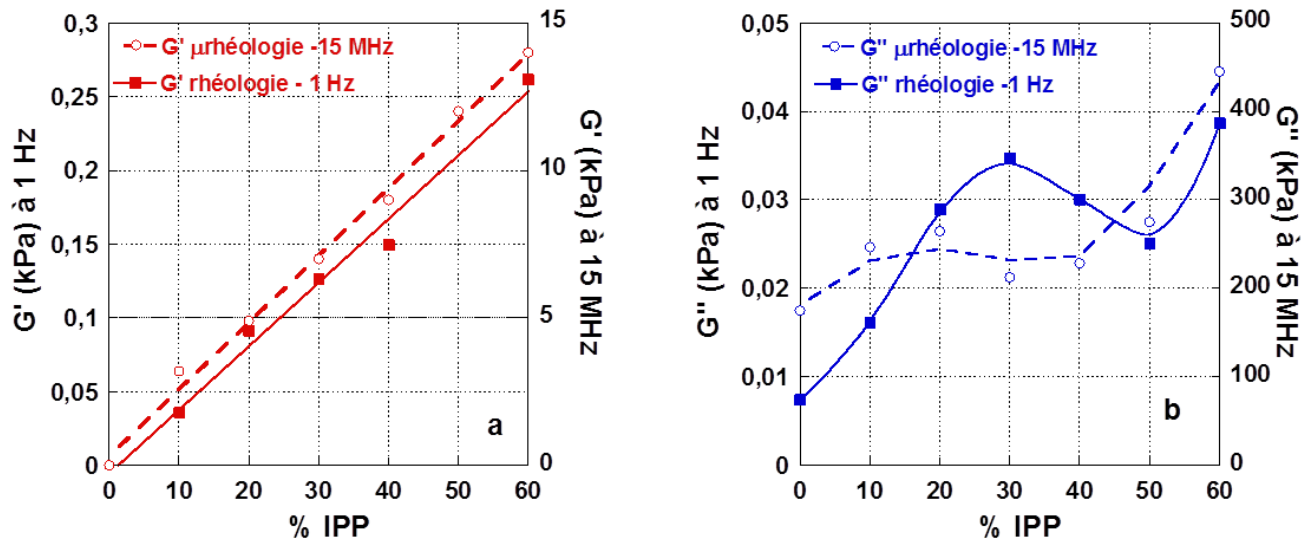 G' (kPa) à 1 Hz
0,3
0,25
0,2
0,15
0,1
0,05
0
G' µrhéologie -15 MHz
G' rhéologie - 1 Hz
a
0 10 20 30 40 50 60
% IPP
15
10
5
0
G' (kPa) à 15 MHz
G'' (kPa) à 1 Hz
0,05
0,04
0,03
0,02
0,01
0
G'' µrhéologie -15 MHz
G'' rhéologie -1 Hz
b
0 10 20 30 40 50 60
% IPP
500
400
300
200
100
0
G'' (kPa) à 15 MHz